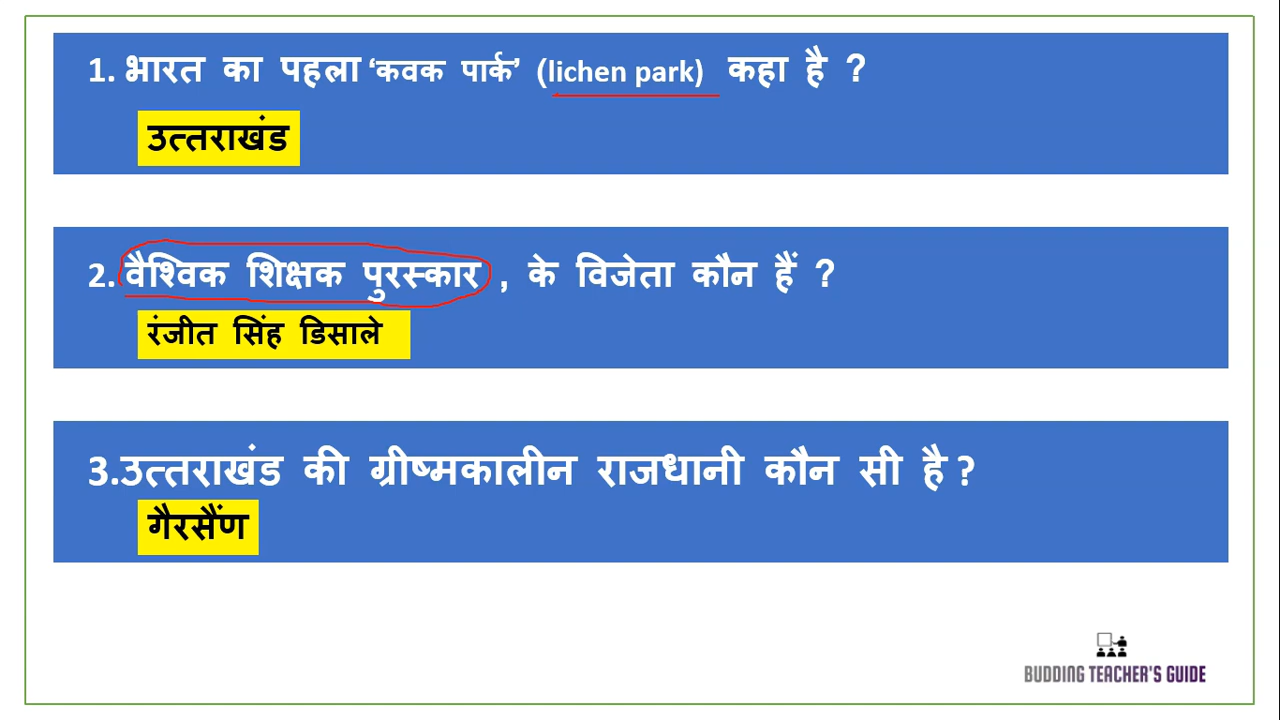 1. भारत का पहला ‘कवक पार्क’ (lichen park) कहा है ?
उत्तराखंड
2. वैश्विक शिक्षक पुरस्कार , के विजेता कौन हैं ?
रंजीत सिंह डिसाले
3.उत्तराखंड की ग्रीष्मकालीन राजधानी कौन सी है ?
गैरसैंण
BUDDING TEACHER'S GUIDE